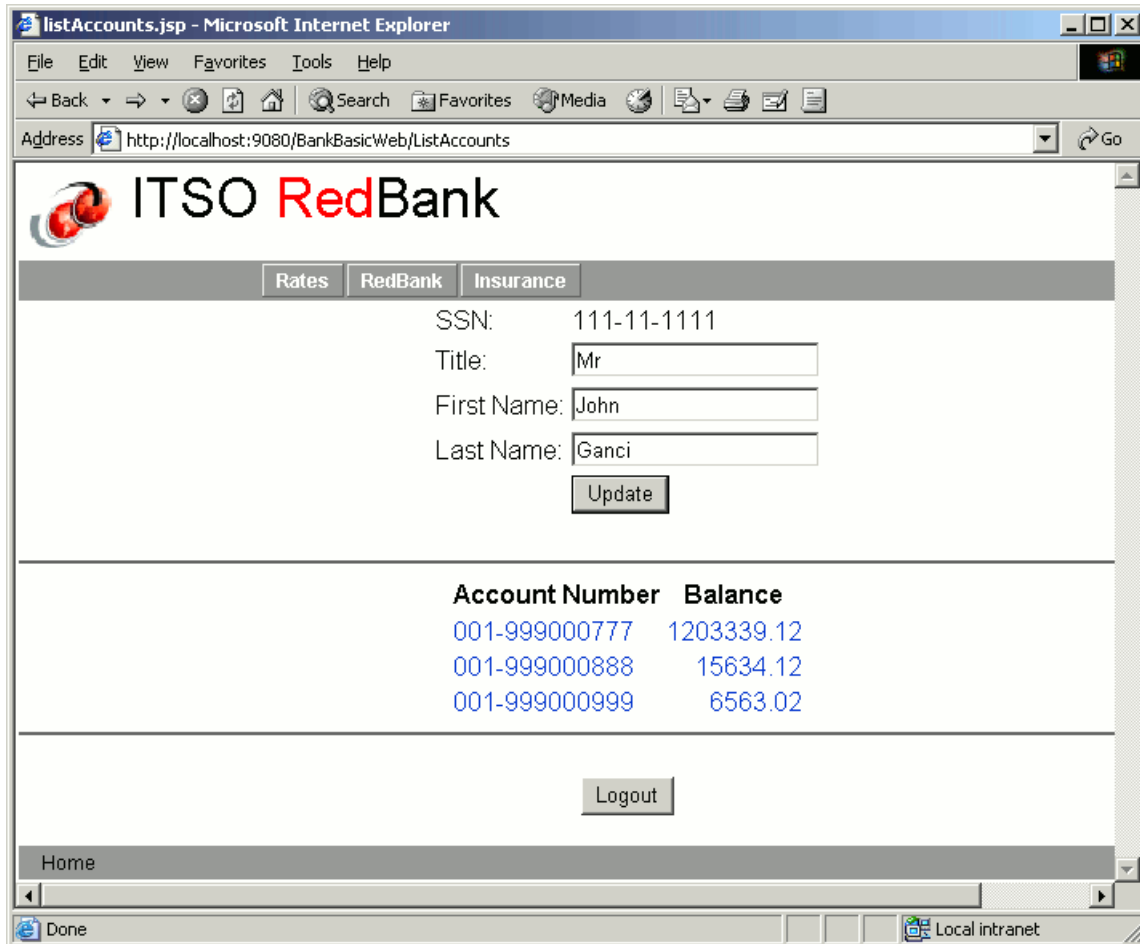 listAccounts.jsp - Microsoft Internet Explorer
File Edit View Favorites Tools Help
Back Search Favorites Media
Address http://localhost:9080/BankBasicWeb/ListAccounts Go
ITSO RedBank
Rates RedBank Insurance
SSN: 111-11-1111
Title: Mr
First Name: John
Last Name: Ganci
Update
Account Number Balance
001-999000777 1203339.12
001-999000888 15634.12
001-999000999 6563.02
Logout
Home
Done Local intranet